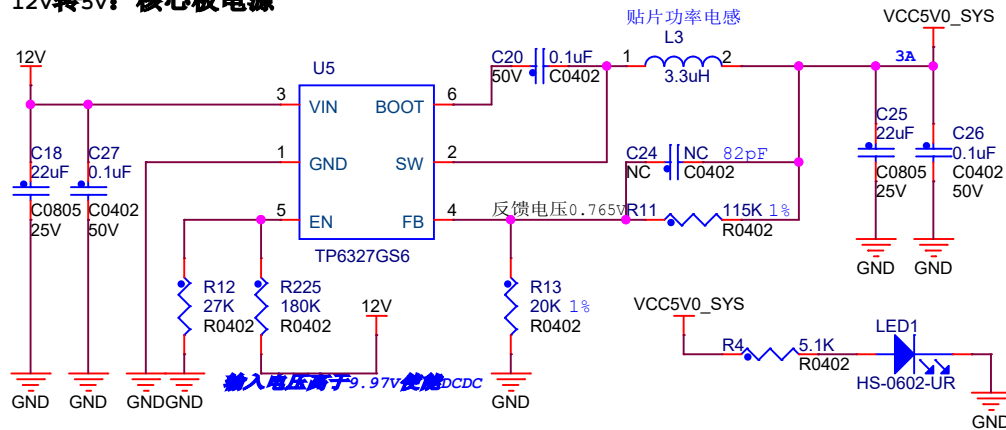 12V转5V：核心板电源
贴片功率电感
VCC5V0_SYS
12V
U5
C20
0.1uF
50V
C0402
L3
1
2
3.3uH
3A
3
VIN
BOOT
6
1
GND
SW
2
5
EN
FB
4
TP6327GS6
C18
22uF
C0805
25V
C27
0.1uF
C0402
50V
C24
NC
NC
82pF
C0402
反馈电压0.765V
R11
115K 1%
R0402
C25
22uF
C0805
25V
C26
0.1uF
C0402
50V
GND
GND
R12
27K
R0402
R225
180K
R0402
12V
R13
20K 1%
R0402
VCC5V0_SYS
R4
5.1K
R0402
LED1
HS-0602-UR
输入电压高于9.97V使能DCDC
GND
GND
GND
GND
GND
GND